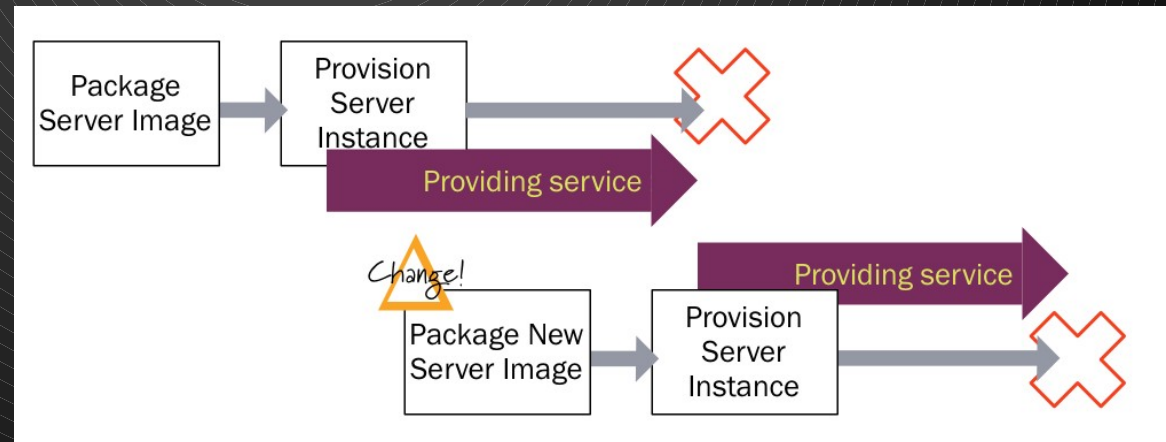 Package
Server Image
Provision
Server
Instance
Providing service
Change!
Providing service
Package New
Server Image
Provision
Server
Instance